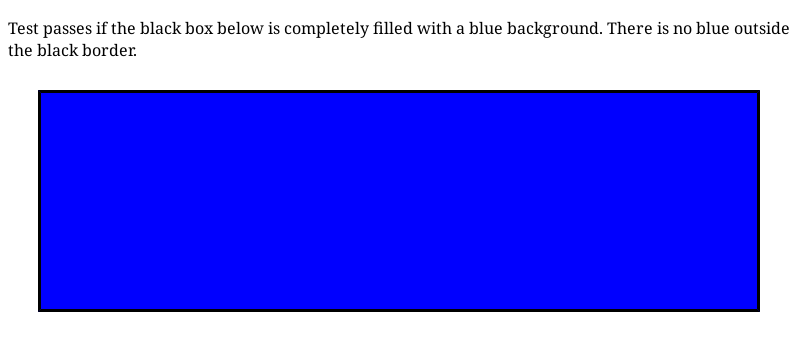 Test passes if the black box below is completely filled with a blue background. There is no blue outside
the black border.